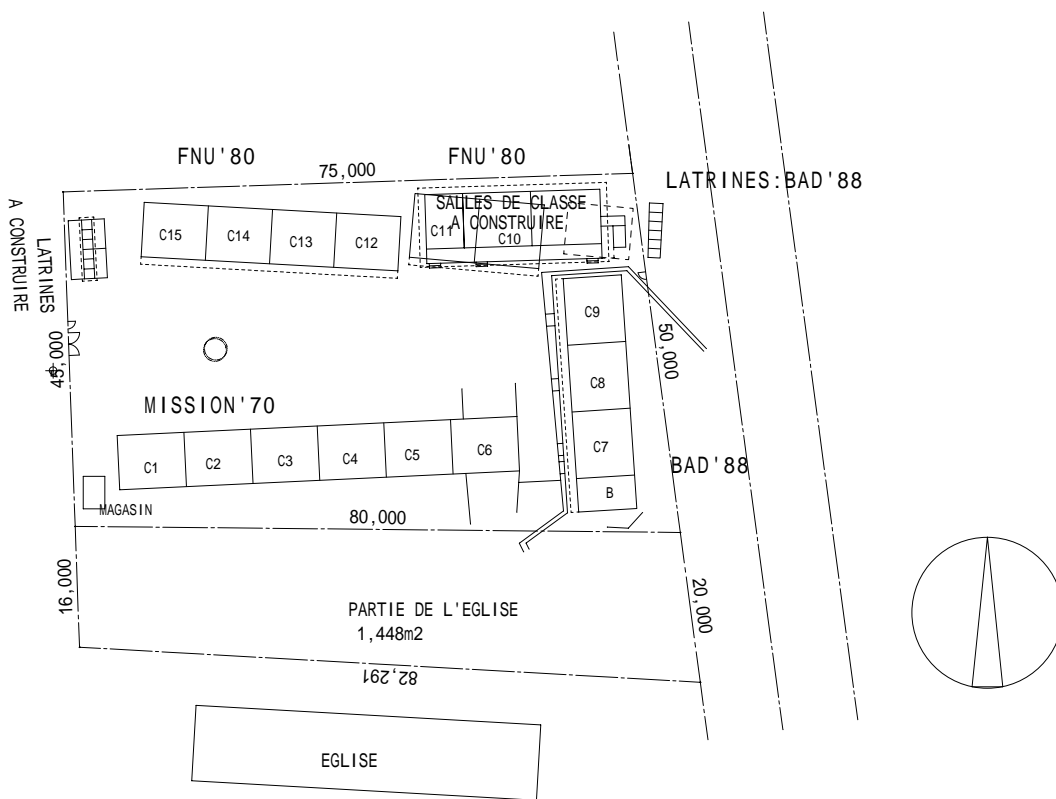 FNU'80
75,000
FNU'80
LATRINES:BAD'88
LATRINES
A CONSTRUIRE
C15
C14
C13
C12
SALLES DE CLASSE
A CONSTRUIRE
C11
C10
C9
50,000
45,000
C8
MISSION'70
C1
C2
C3
C4
C5
C6
C7
BAD'88
B
MAGASIN
80,000
16,000
20,000
PARTIE DE L'EGLISE
1,448m2
82,291
EGLISE